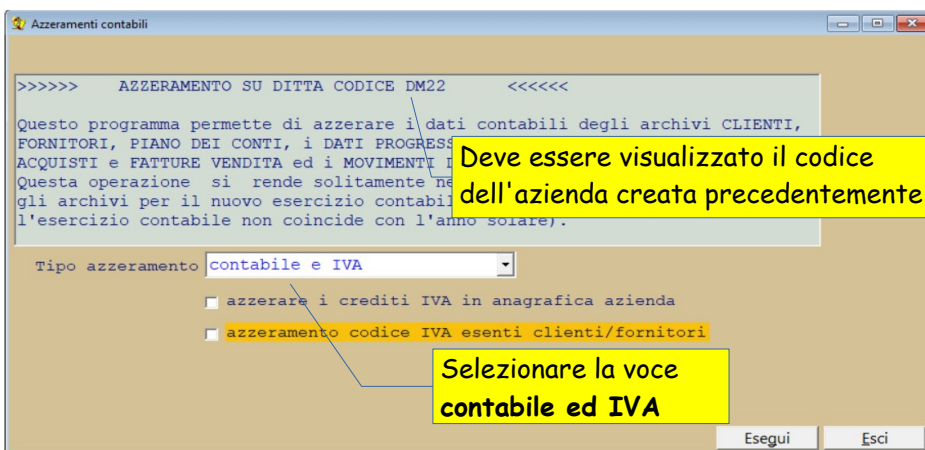 Azzeramenti contabili
>>>>>> AZZERAMENTO SU DITTA CODICE DM22 <<<<<<
Questo programma permette di azzerare i dati contabili degli archivi CLIENTI,
FORNITORI, PIANO DEI CONTI, i DATI
ACQUISTI e FATTURE VENDITA ed i MOVIMENTI
Questa operazione si rende solitamente
gli archivi per il nuovo esercizio
l'esercizio contabile non coincide con l'anno solare).
Deve essere visualizzato il codice
dell'azienda creata precedentemente
Tipo azzeramento contabile e IVA
azzerare i crediti IVA in anagrafica azienda
azzeramento codice IVA esenti clienti/fornitori
Selezionare la voce
contabile ed IVA
Esegui Esci